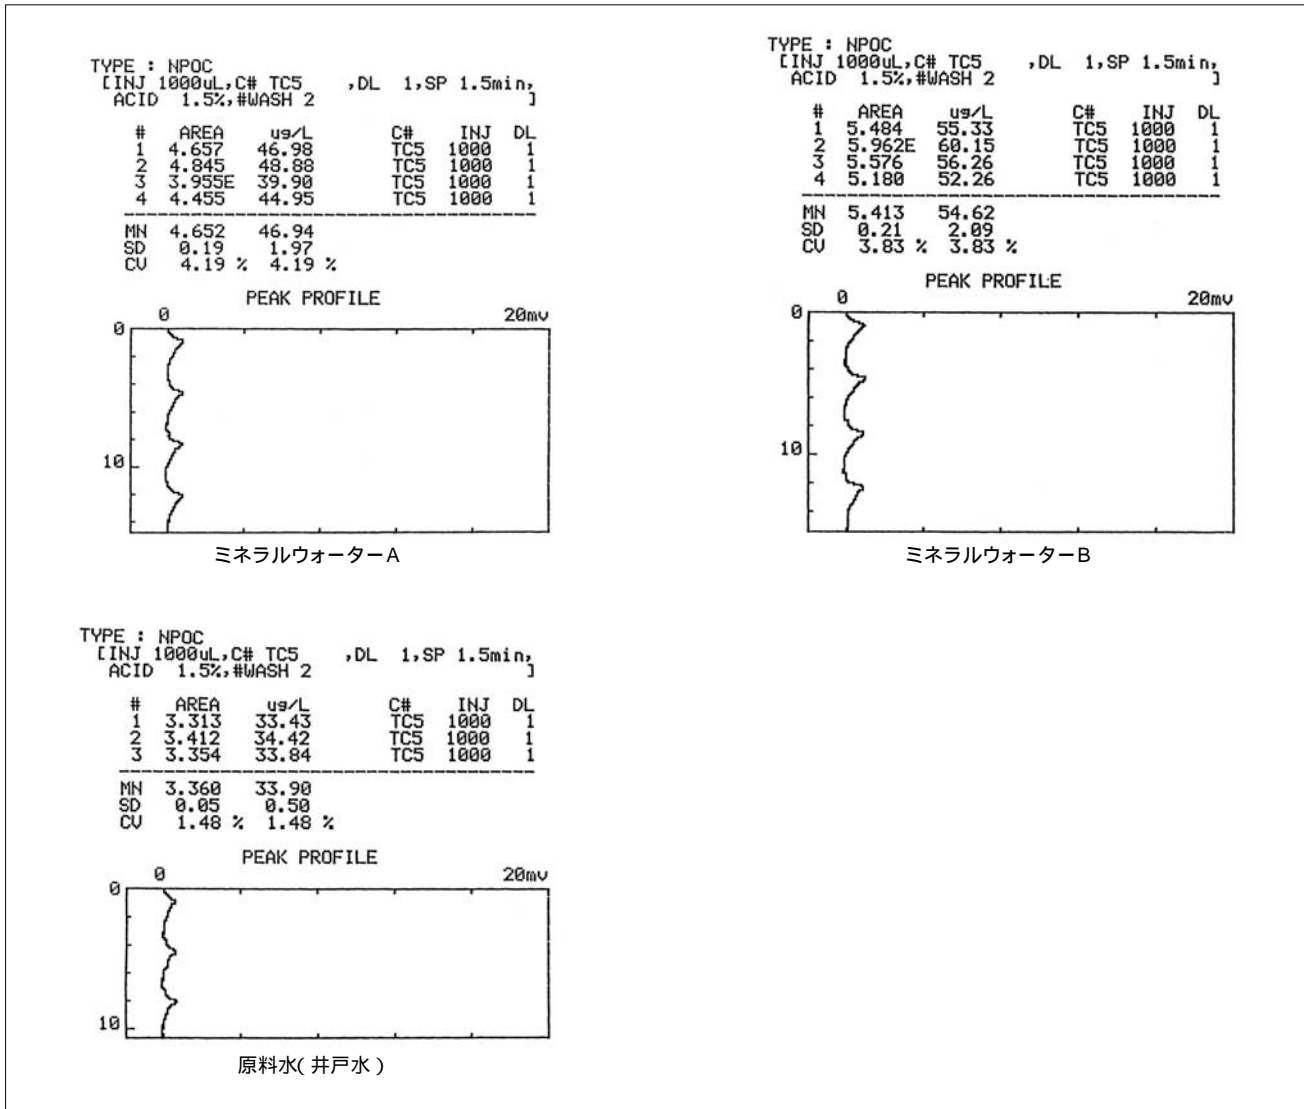 TYPE : NPOC
[INJ 1000uL,C# TC5 ,DL 1,SP 1.5min,
ACID 1.5%,#WASH 2 ]
# AREA ug/L C# INJ DL
1 4.657 46.98 TC5 1000 1
2 4.845 48.88 TC5 1000 1
3 3.955E 39.90 TC5 1000 1
4 4.455 44.95 TC5 1000 1
MN 4.652 46.94
SD 0.19 1.97
CV 4.19 % 4.19 %
PEAK PROFILE
0 20mv
0
10
ミネラルウォーターA
TYPE : NPOC
[INJ 1000uL,C# TC5 ,DL 1,SP 1.5min,
ACID 1.5%,#WASH 2 ]
# AREA ug/L C# INJ DL
1 5.484 55.33 TC5 1000 1
2 5.962E 60.15 TC5 1000 1
3 5.576 56.26 TC5 1000 1
4 5.180 52.26 TC5 1000 1
MN 5.413 54.62
SD 0.21 2.09
CV 3.83 % 3.83 %
PEAK PROFILE
0 20mv
0
10
ミネラルウォーターB
TYPE : NPOC
[INJ 1000uL,C# TC5 ,DL 1,SP 1.5min,
ACID 1.5%,#WASH 2 ]
# AREA ug/L C# INJ DL
1 3.313 33.43 TC5 1000 1
2 3.412 34.42 TC5 1000 1
3 3.354 33.84 TC5 1000 1
MN 3.360 33.90
SD 0.05 0.50
CV 1.48 % 1.48 %
PEAK PROFILE
0 20mv
0
10
原料水(井戸水)